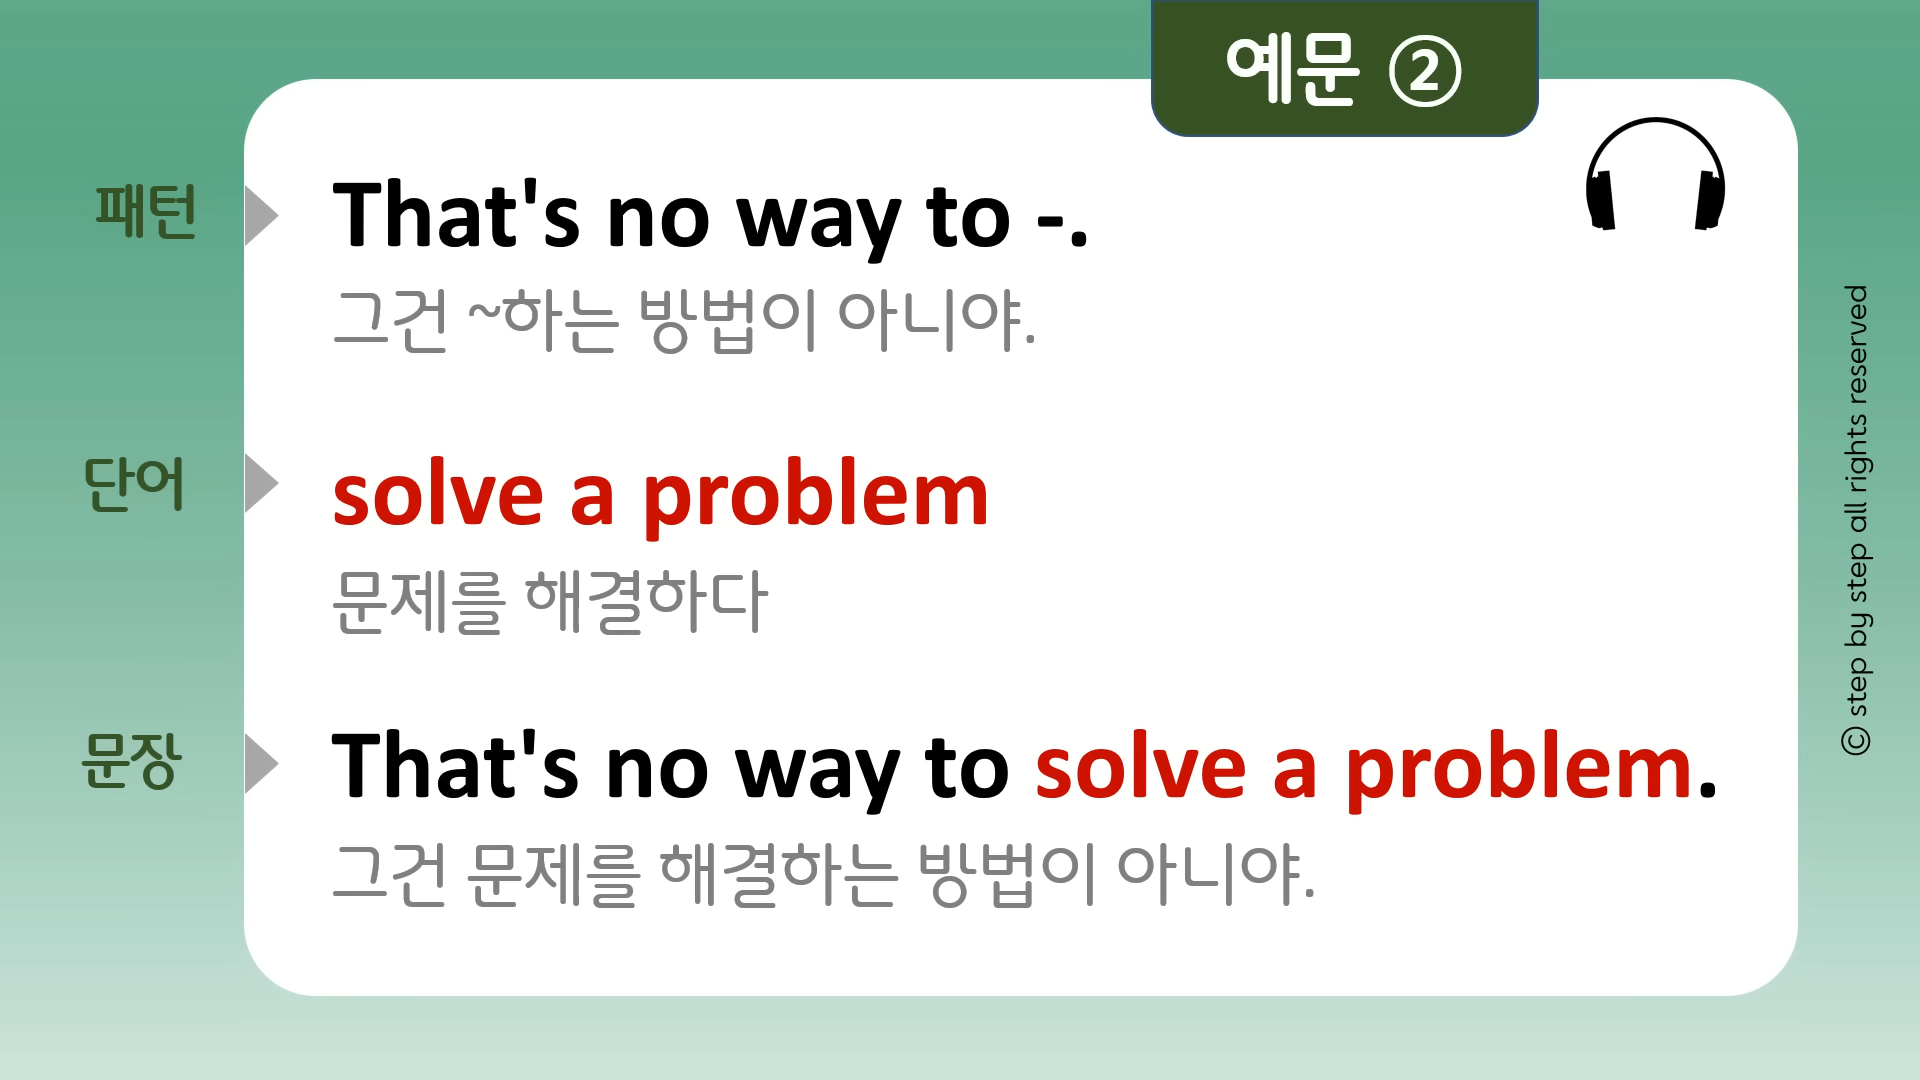 예문 ②
패턴
That's no way to -.
그건 ~하는 방법이 아니야.
단어
solve a problem
문제를 해결하다
문장
That's no way to solve a problem.
그건 문제를 해결하는 방법이 아니야.
© step by step all rights reserved